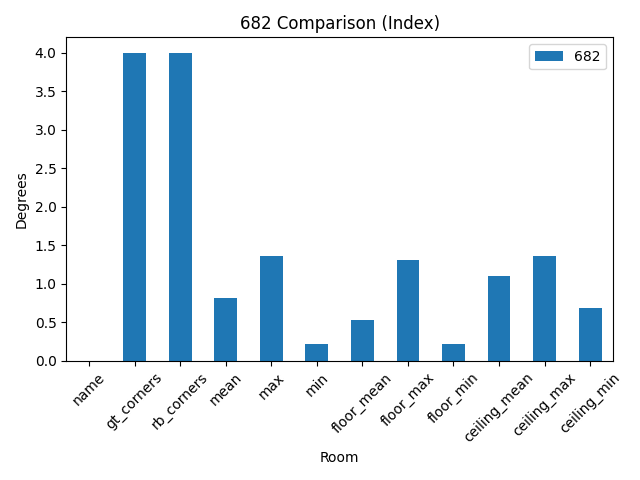 682 Comparison (Index)
682
Degrees
4.0
3.5
3.0
2.5
2.0
1.5
1.0
0.5
0.0
name
gt_corners
rb_corners
mean
max
min
floor_mean
floor_max
floor_min
ceiling_mean
ceiling_max
ceiling_min
Room